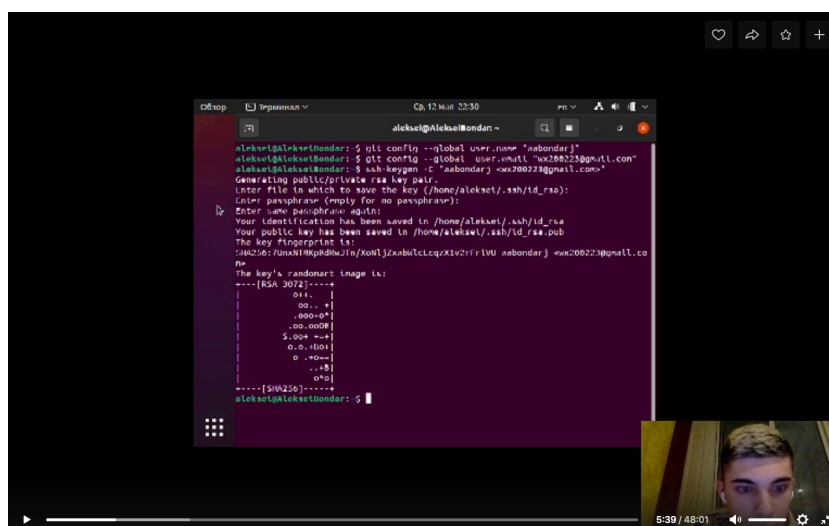 Обзор Терминал Ср, 12 мая 22:30 en
aleksei@AlekseiBondar: ~
aleksei@AlekseiBondar:~$ git config --global user.name "aabondarj"
aleksei@AlekseiBondar:~$ git config --global user.email "wx200223@gmail.com"
aleksei@AlekseiBondar:~$ ssh-keygen -C "aabondarj <wx200223@gmail.com>"
Generating public/private rsa key pair.
Enter file in which to save the key (/home/aleksei/.ssh/id_rsa):
Enter passphrase (empty for no passphrase):
Enter same passphrase again:
Your identification has been saved in /home/aleksei/.ssh/id_rsa
Your public key has been saved in /home/aleksei/.ssh/id_rsa.pub
The key fingerprint is:
aabondarj <wx200223@gmail.co
m>
The key's randomart image is:
+---[RSA 3072]----+
+----[SHA256]-----+
aleksei@AlekseiBondar:~$
5:39 / 48:01